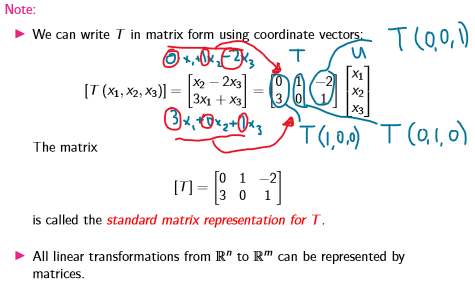 Note:
We can write T in matrix form using coordinate vectors:
0x₁+1x₂-2x₃ T u T(0,0,1)
[T (x₁, x₂, x₃)] = [x₂ − 2x₃ ; 3x₁ + x₃] = [0 1 −2 ; 3 0 1] [x₁ ; x₂ ; x₃]
3x₁+0x₂+1x₃ T(1,0,0) T(0,1,0)
The matrix
[T] = [0 1 −2 ; 3 0 1]
is called the standard matrix representation for T.
All linear transformations from ℝⁿ to ℝᵐ can be represented by
matrices.